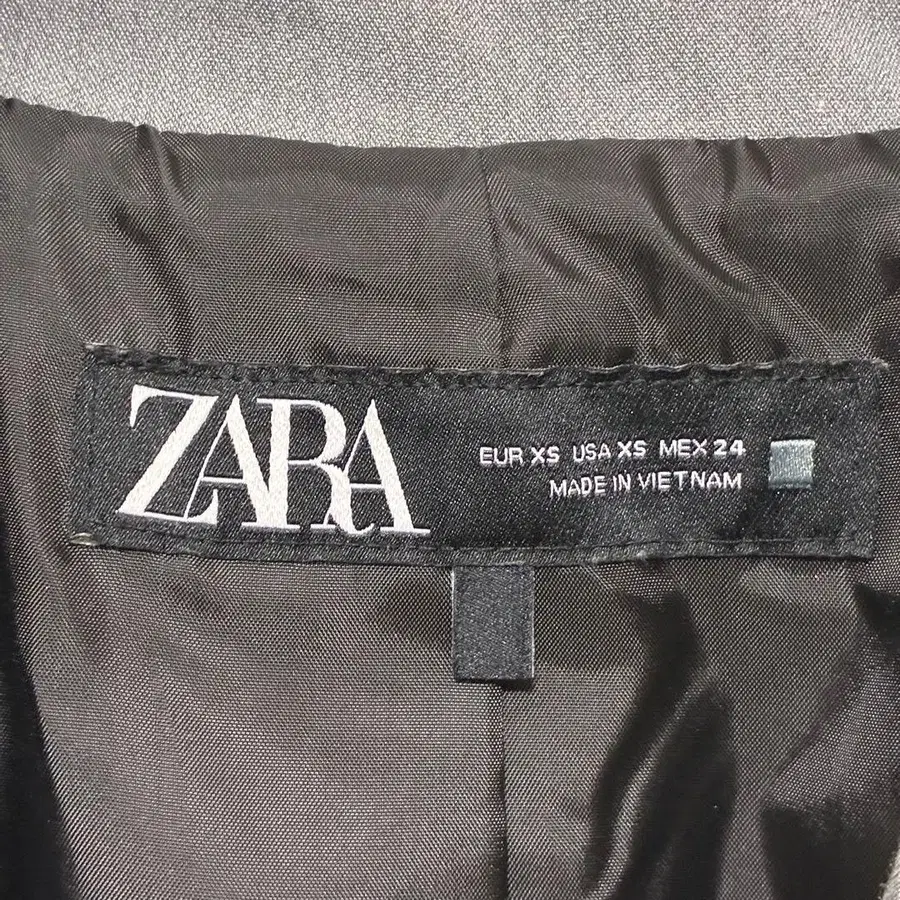 ZARA
EUR XS USA XS MEX 24
MADE IN VIETNAM